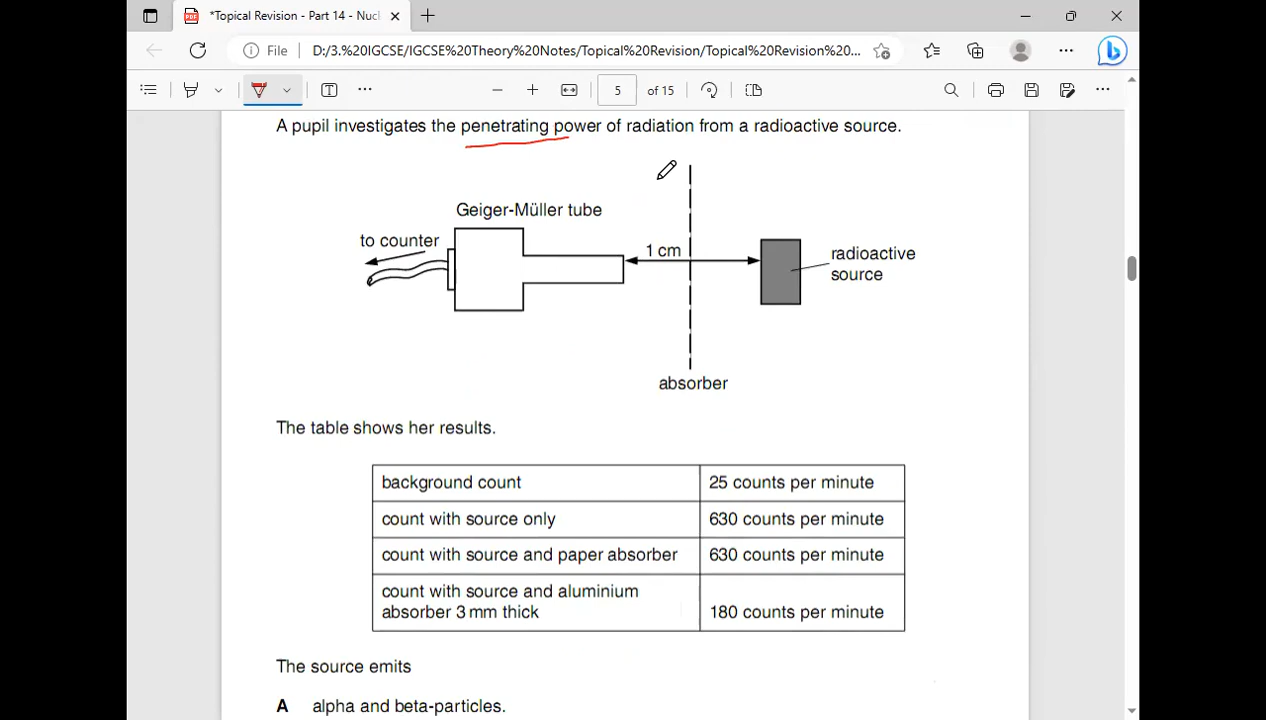 *Topical Revision - Part 14 - Nucl
File
D:/3.%20IGCSE/IGCSE%20Theory%20Notes/Topical%20Revision/Topical%20Revision%20...
5 of 15
A pupil investigates the penetrating power of radiation from a radioactive source.
Geiger-Müller tube
to counter
1 cm
radioactive
source
absorber
The table shows her results.
background count 25 counts per minute
count with source only 630 counts per minute
count with source and paper absorber 630 counts per minute
count with source and aluminium
absorber 3 mm thick 180 counts per minute
The source emits
A alpha and beta-particles.